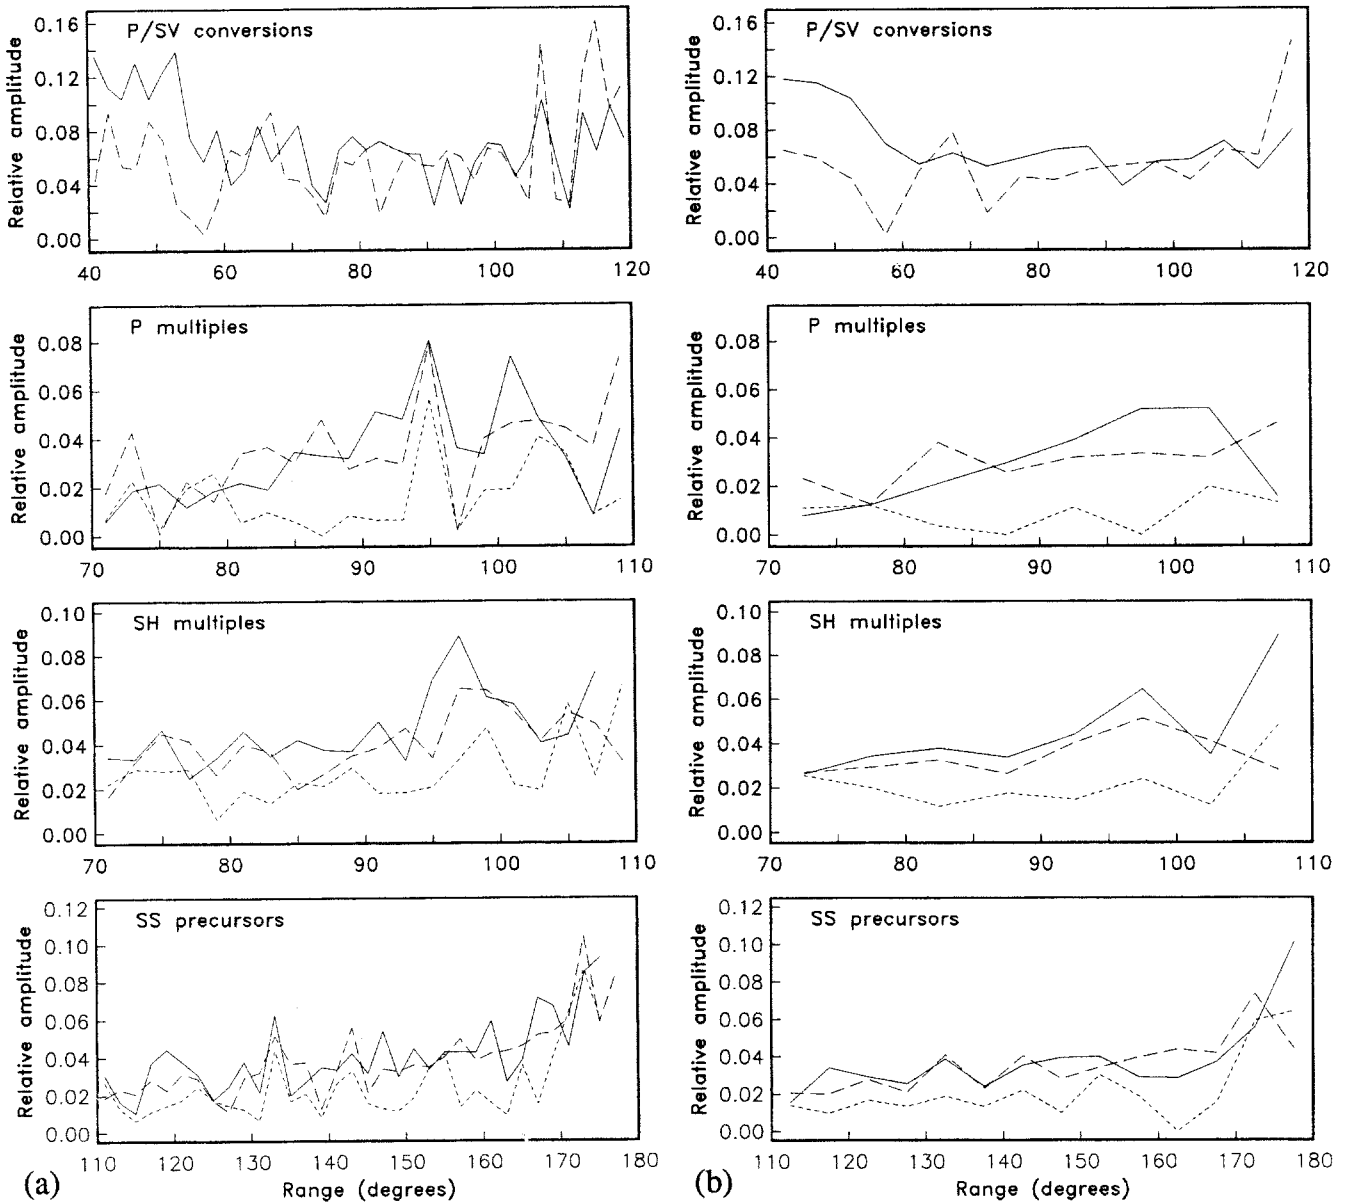 P/SV conversions
Relative amplitude
0.16
0.12
0.08
0.04
0.00
40 60 80 100 120
P multiples
Relative amplitude
0.08
0.06
0.04
0.02
0.00
70 80 90 100 110
SH multiples
Relative amplitude
0.10
0.08
0.06
0.04
0.02
0.00
70 80 90 100 110
SS precursors
Relative amplitude
0.12
0.10
0.08
0.06
0.04
0.02
0.00
110 120 130 140 150 160 170 180
(a)
Range (degrees)
P/SV conversions
Relative amplitude
0.16
0.12
0.08
0.04
0.00
40 60 80 100 120
P multiples
Relative amplitude
0.08
0.06
0.04
0.02
0.00
70 80 90 100 110
SH multiples
Relative amplitude
0.10
0.08
0.06
0.04
0.02
0.00
70 80 90 100 110
SS precursors
Relative amplitude
0.12
0.10
0.08
0.06
0.04
0.02
0.00
110 120 130 140 150 160 170 180
(b)
Range (degrees)